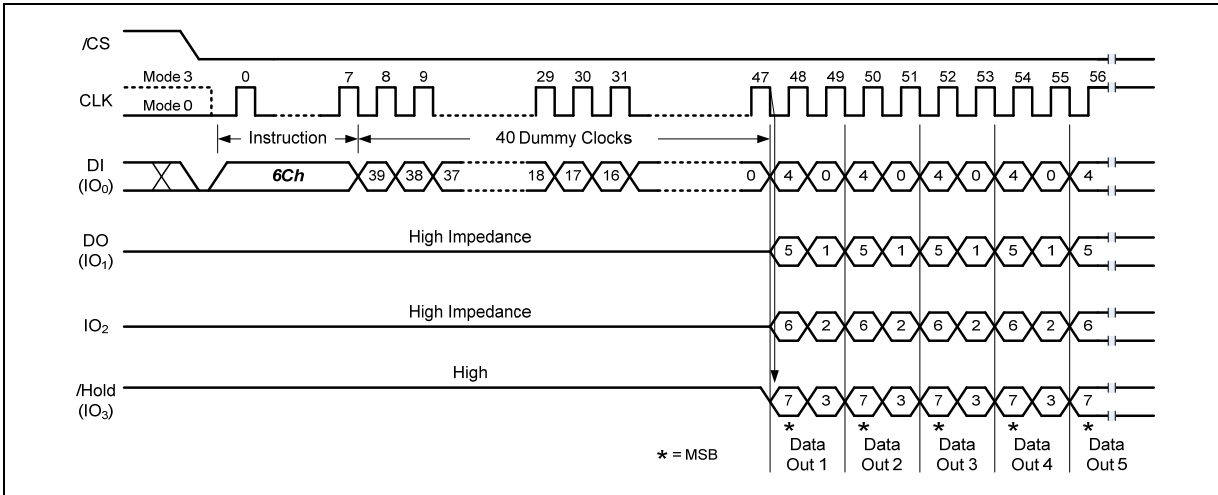 /CS
Mode 3 0 7 8 9 29 30 31 47 48 49 50 51 52 53 54 55 56
CLK
Mode 0
Instruction 40 Dummy Clocks
DI
(IO₀)
6Ch 39 38 37 18 17 16 0 4 0 4 0 4 0 4 0 4
High Impedance
DO
(IO₁)
5 1 5 1 5 1 5 1 5
High Impedance
IO₂ 6 2 6 2 6 2 6 2 6
High
/Hold
(IO₃)
7 3 7 3 7 3 7 3 7
* * * * *
* = MSB
Data Out 1
Data Out 2
Data Out 3
Data Out 4
Data Out 5